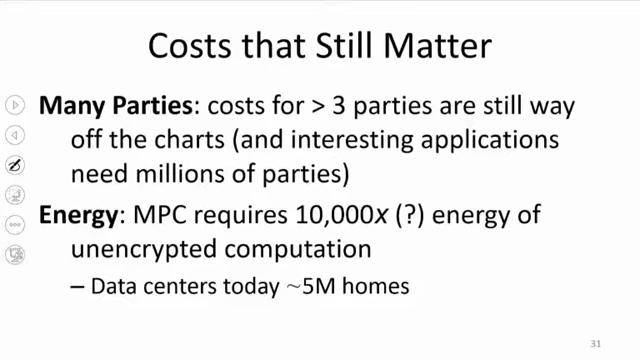 Costs that Still Matter
Many Parties: costs for > 3 parties are still way
off the charts (and interesting applications
need millions of parties)
Energy: MPC requires 10,000x (?) energy of
unencrypted computation
– Data centers today ~5M homes
31